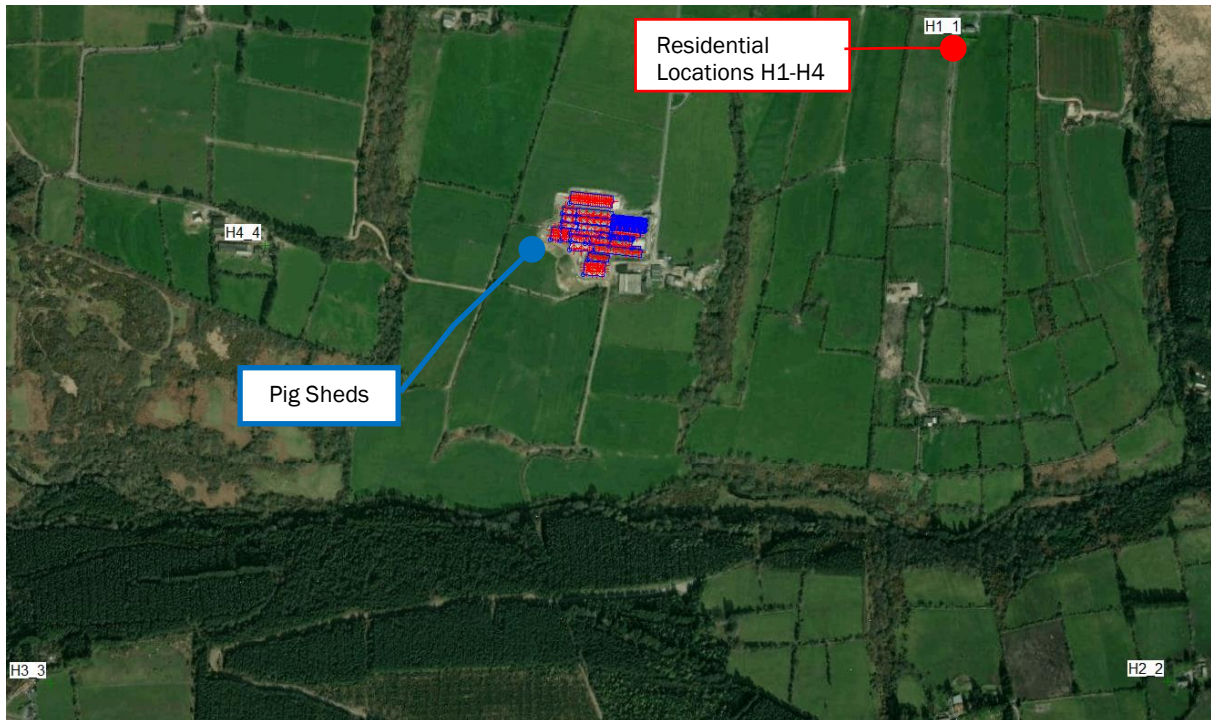 H1_1
Residential
Locations H1-H4
H4_4
Pig Sheds
H3_3
H2_2